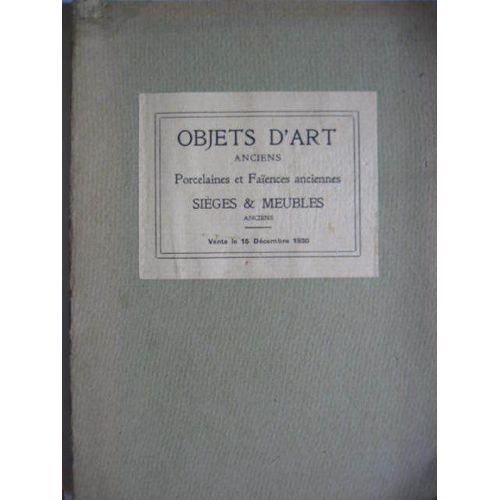 OBJETS D'ART
ANCIENS
Porcelaines et Faïences anciennes
SIÈGES & MEUBLES
ANCIENS
Vente le 15 Décembre 1930